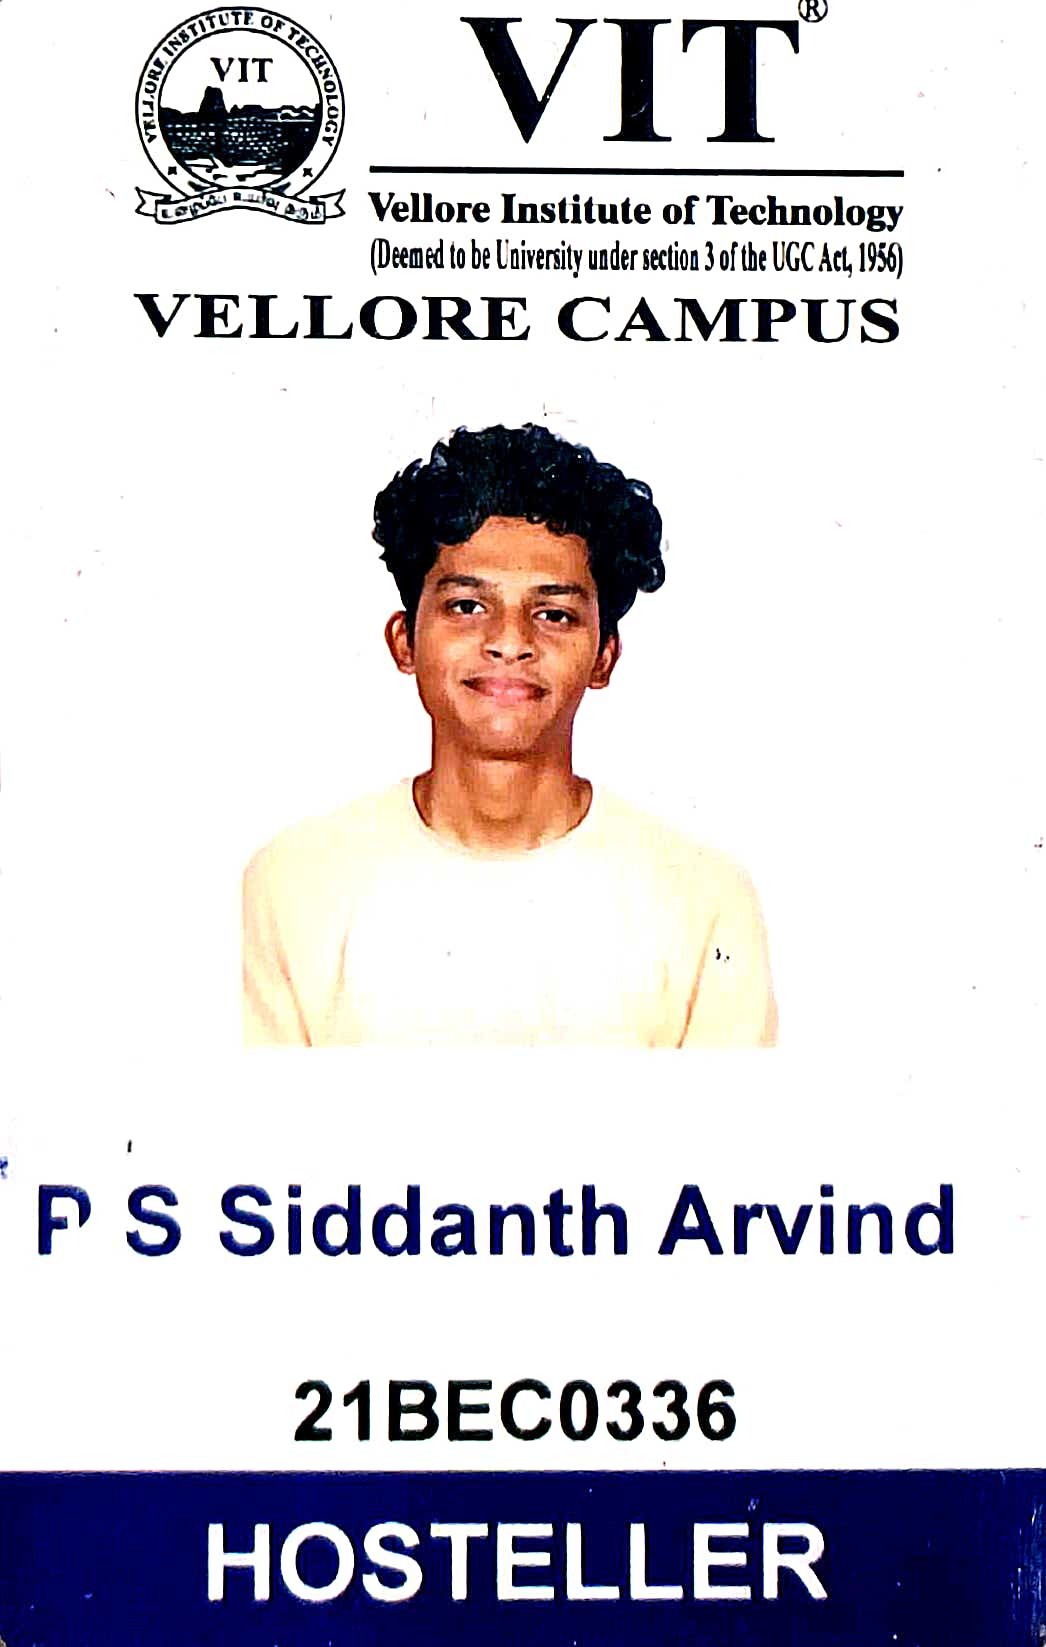 VELLORE INSTITUTE OF TECHNOLOGY
VIT
VIT®
Vellore Institute of Technology
(Deemed to be University under section 3 of the UGC Act, 1956)
VELLORE CAMPUS
P S Siddanth Arvind
21BEC0336
HOSTELLER